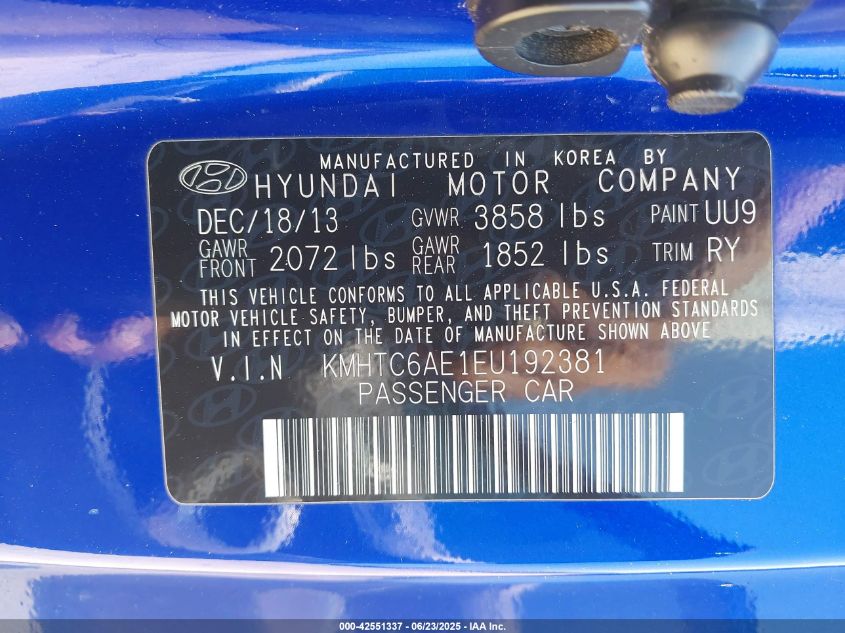 MANUFACTURED IN KOREA BY
HYUNDAI MOTOR COMPANY
DEC/18/13 GVWR 3858 lbs PAINT UU9
GAWR FRONT 2072 lbs GAWR REAR 1852 lbs TRIM RY
THIS VEHICLE CONFORMS TO ALL APPLICABLE U.S.A. FEDERAL
MOTOR VEHICLE SAFETY, BUMPER, AND THEFT PREVENTION STANDARDS
IN EFFECT ON THE DATE OF MANUFACTURE SHOWN ABOVE
V.I.N KMHTC6AE1EU192381
PASSENGER CAR
000-42551337 - 06/23/2025 - IAA Inc.